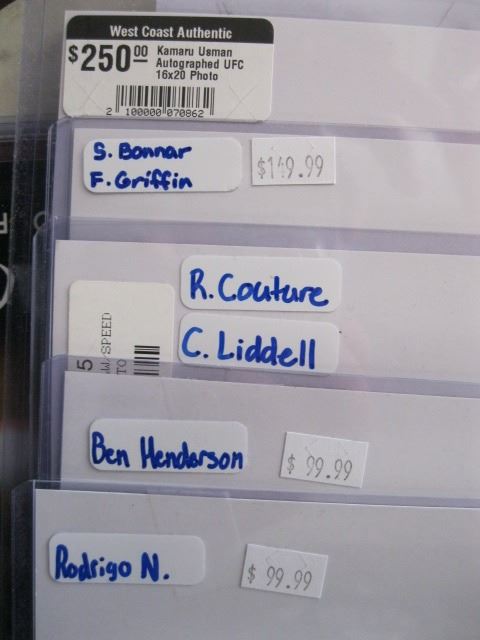 West Coast Authentic
$250.00 Kamaru Usman
Autographed UFC
16x20 Photo
2 100000 070862
S. Bonnar
F. Griffin
$149.99
R. Couture
C. Liddell
Ben Henderson
$ 99.99
Rodrigo N.
$ 99.99